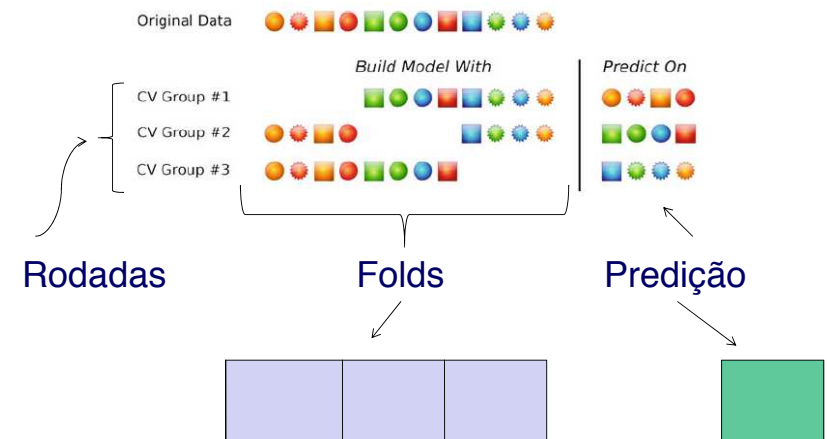 Original Data
Build Model With
Predict On
CV Group #1
CV Group #2
CV Group #3
Rodadas
Folds
Predição